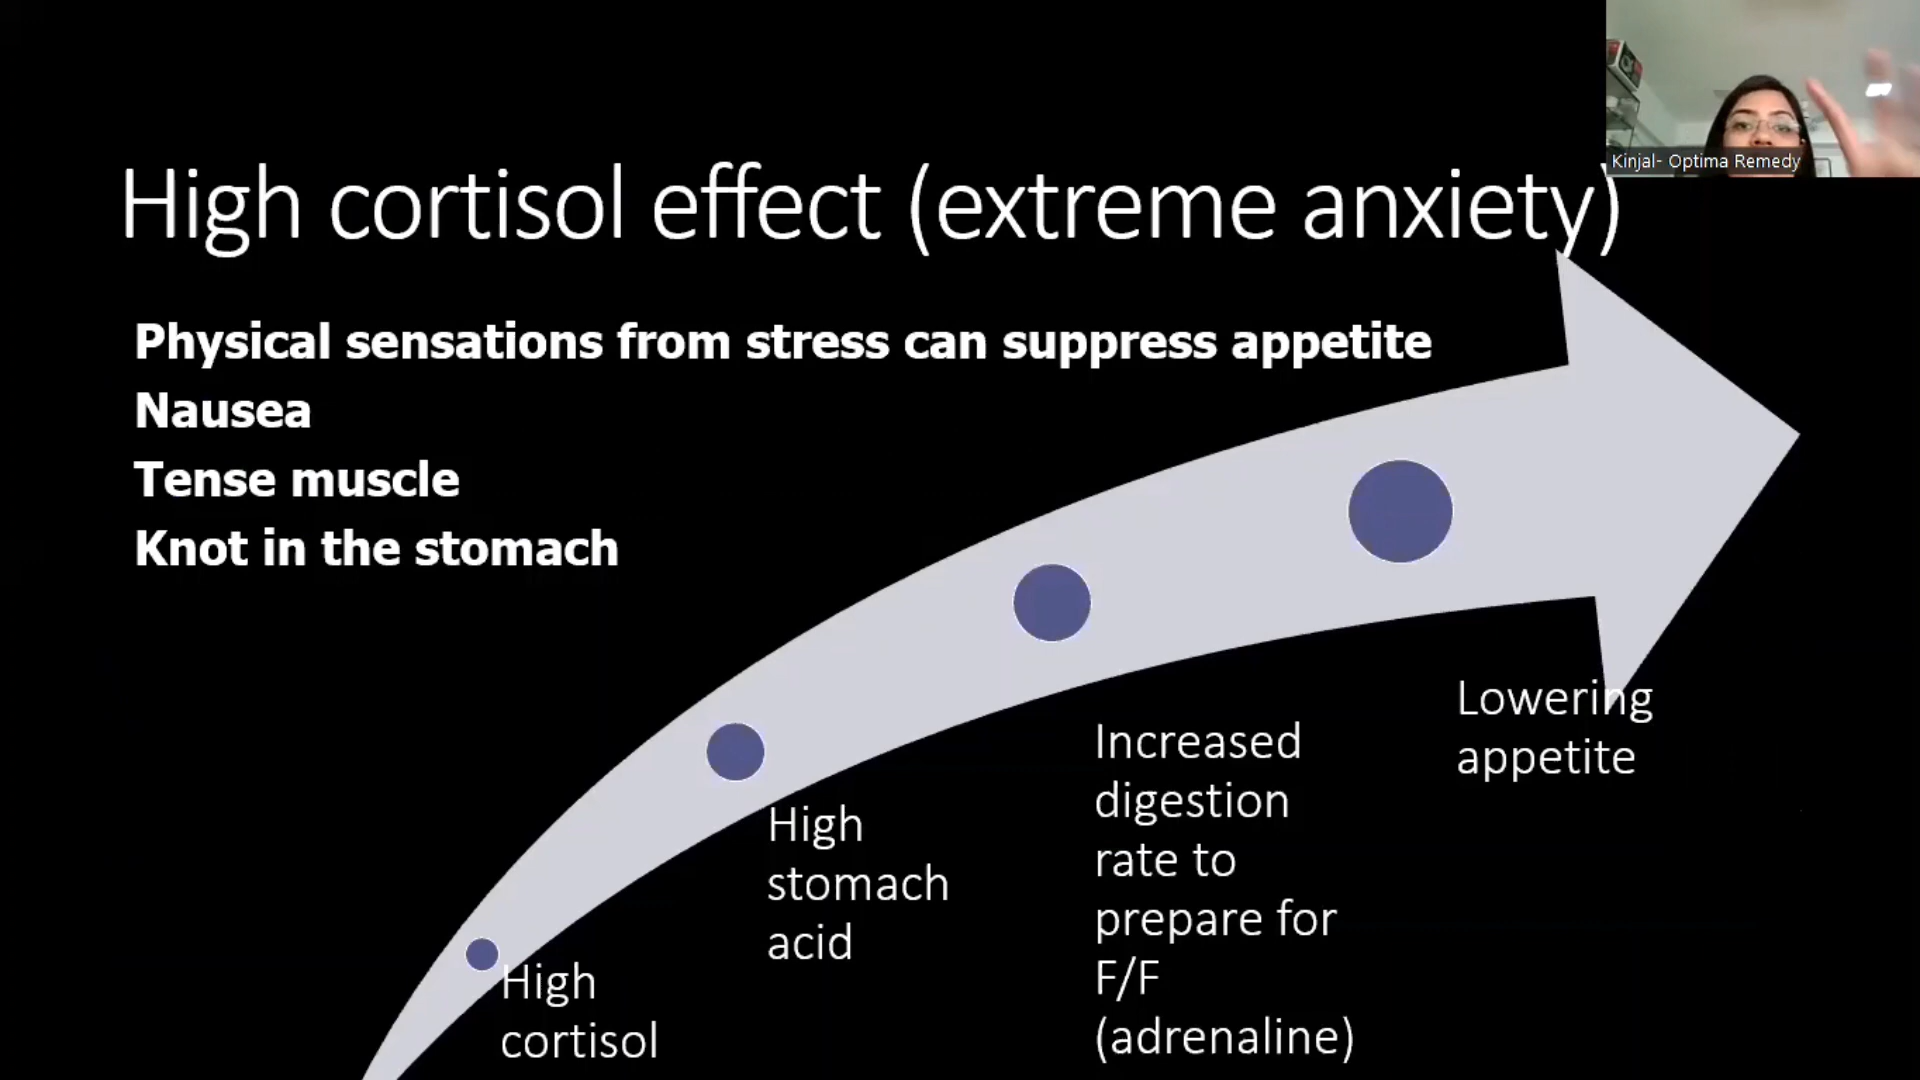 Kinjal- Optima Remedy
High cortisol effect (extreme anxiety)
Physical sensations from stress can suppress appetite
Nausea
Tense muscle
Knot in the stomach
High
cortisol
High
stomach
acid
Increased
digestion
rate to
prepare for
F/F
(adrenaline)
Lowering
appetite